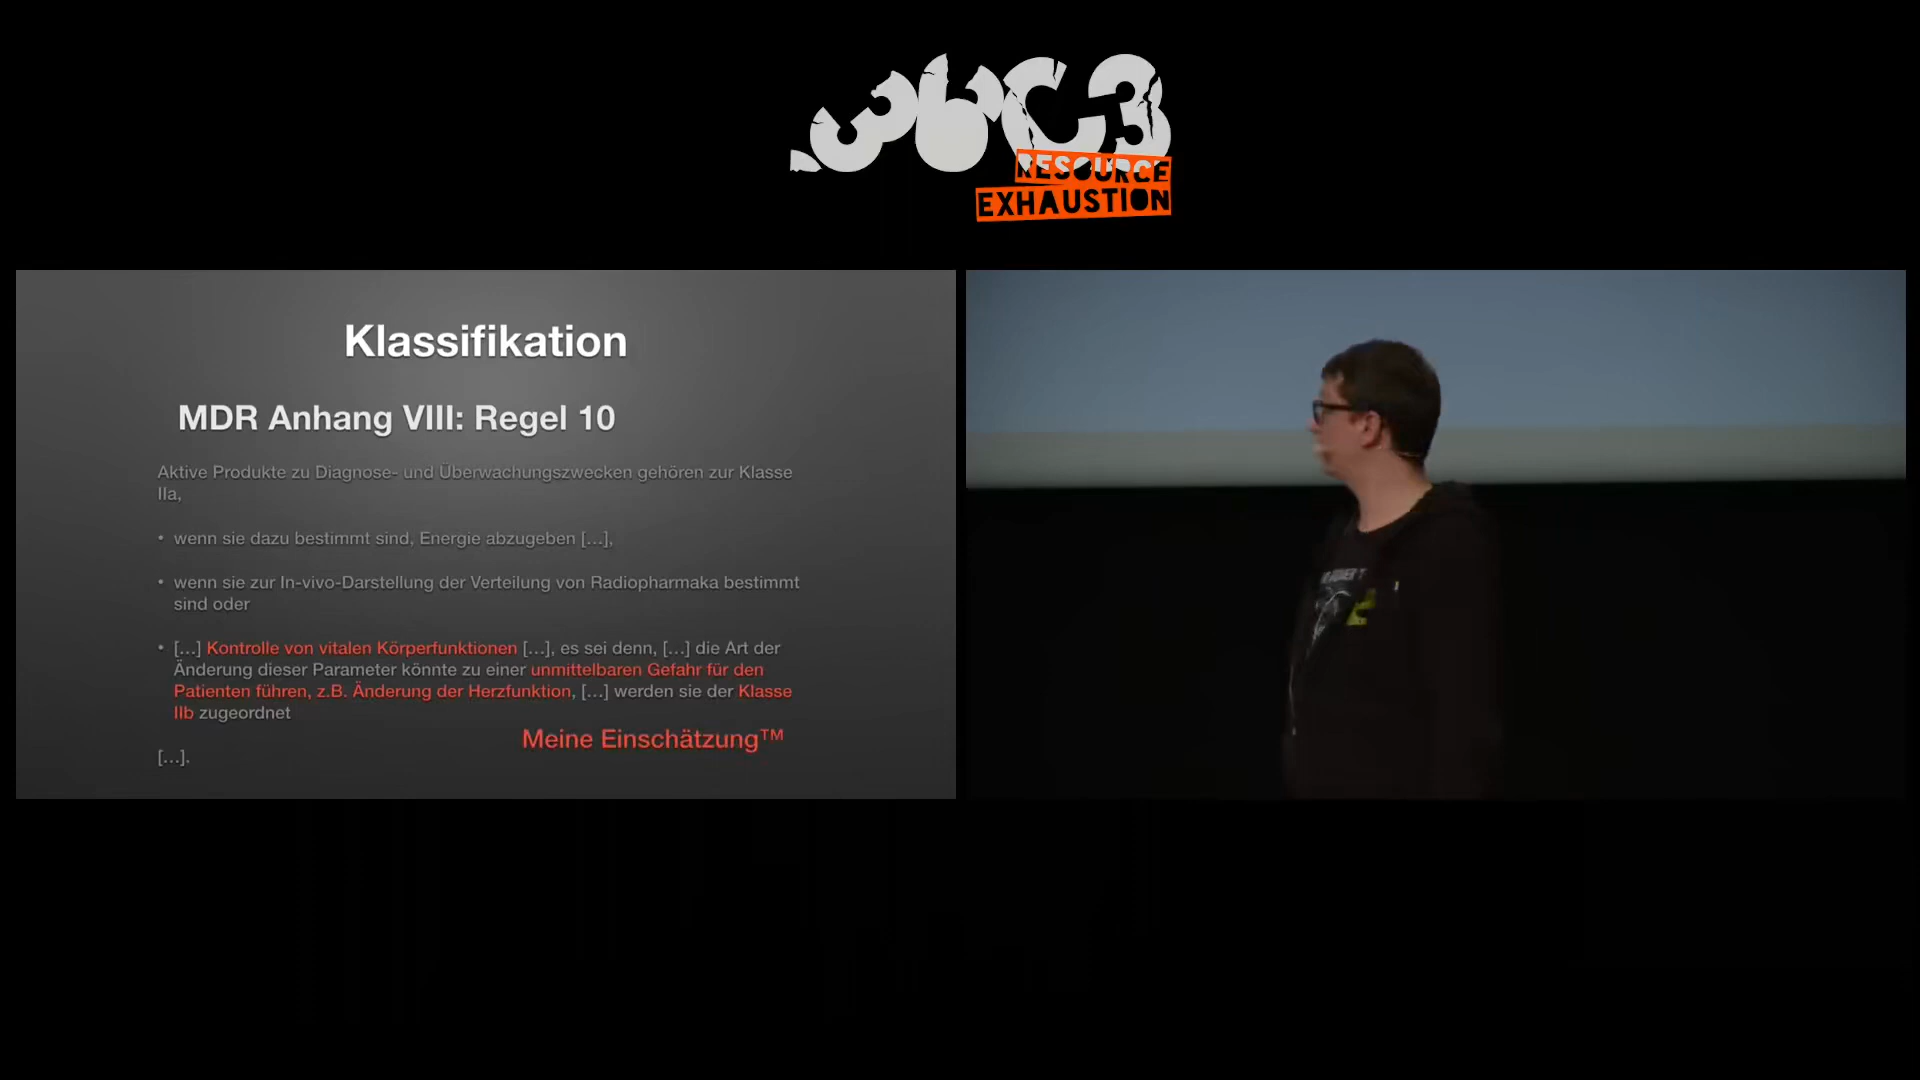 36C3
RESOURCE
EXHAUSTION
Klassifikation
MDR Anhang VIII: Regel 10
Aktive Produkte zu Diagnose- und Überwachungszwecken gehören zur Klasse
IIa,
• wenn sie dazu bestimmt sind, Energie abzugeben […],
• wenn sie zur In-vivo-Darstellung der Verteilung von Radiopharmaka bestimmt
sind oder
• […] Kontrolle von vitalen Körperfunktionen […], es sei denn, […] die Art der
Änderung dieser Parameter könnte zu einer unmittelbaren Gefahr für den
Patienten führen, z.B. Änderung der Herzfunktion, […] werden sie der Klasse
IIb zugeordnet
Meine Einschätzung™
[…].